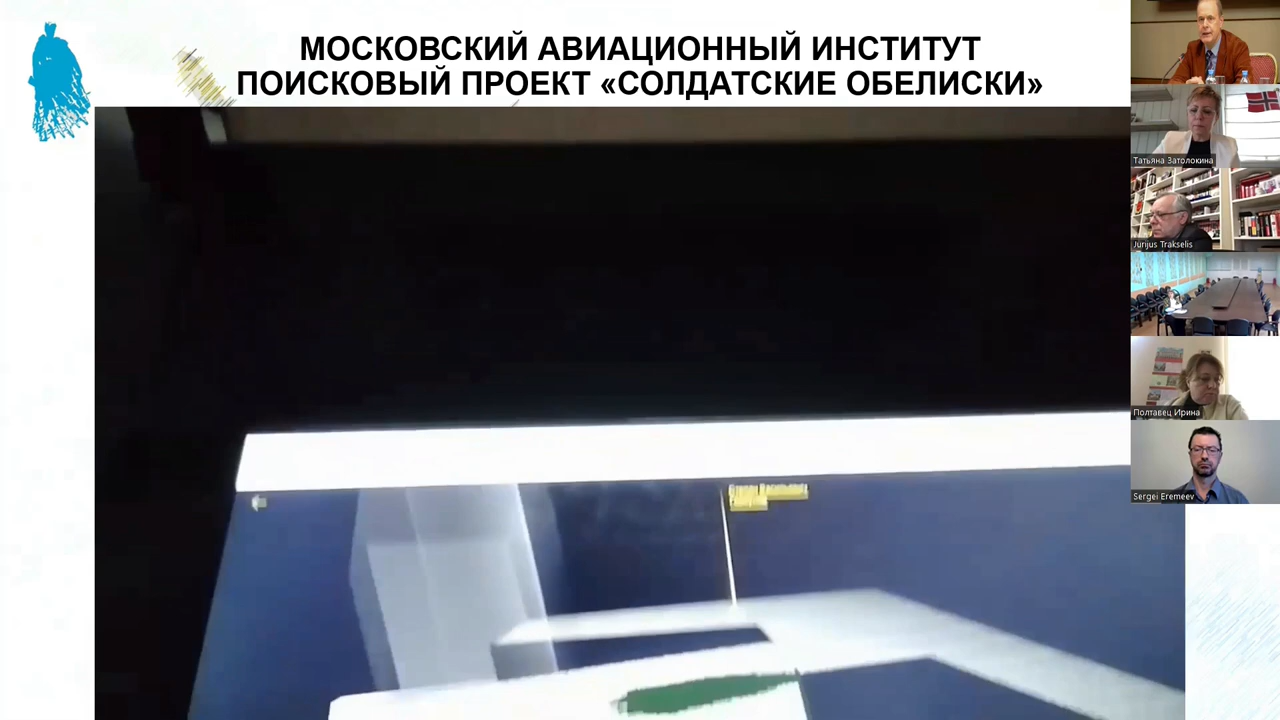 МОСКОВСКИЙ АВИАЦИОННЫЙ ИНСТИТУТ
ПОИСКОВЫЙ ПРОЕКТ «СОЛДАТСКИЕ ОБЕЛИСКИ»
Татьяна Затолокина
Jurijus Trakselis
Полтавец Ирина
Sergei Eremeev